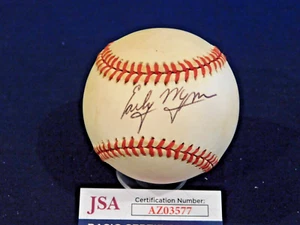 Early Wynn
JSA
Certification Number:
AZ03577